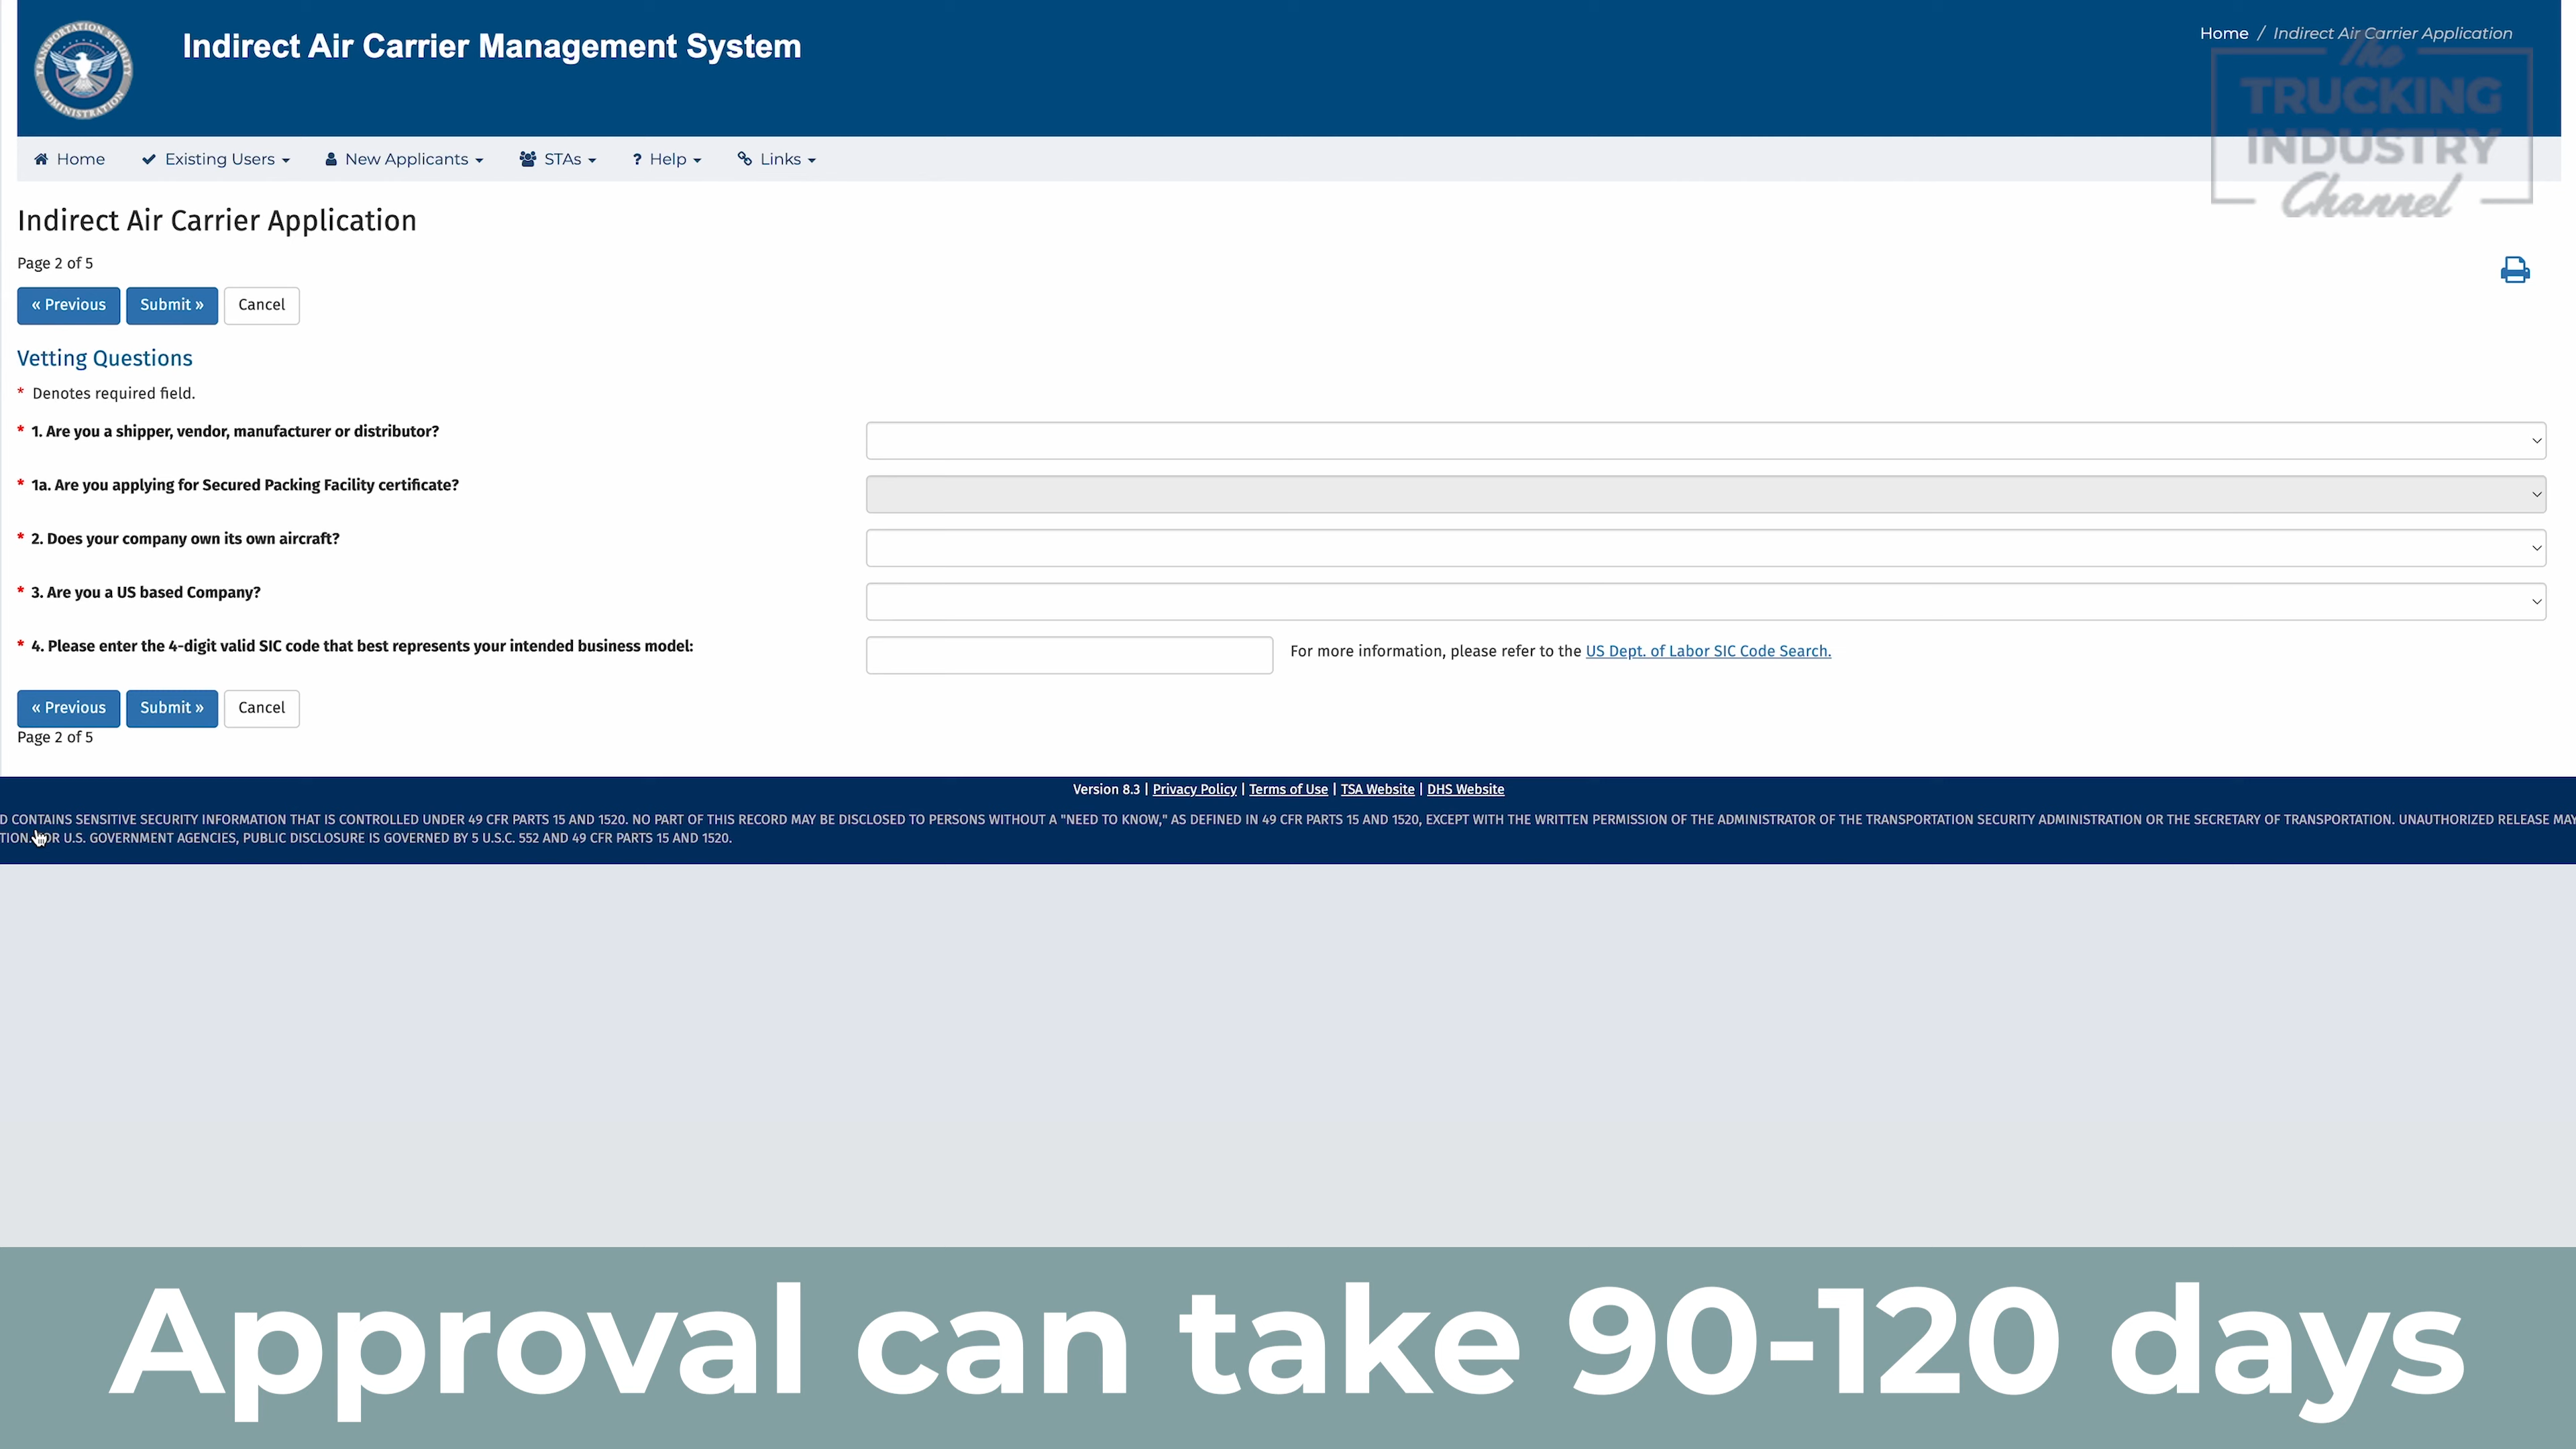 TRANSPORTATION SECURITY
ADMINISTRATION
Indirect Air Carrier Management System
Home / Indirect Air Carrier Application
The
TRUCKING
INDUSTRY
Channel
Home
Existing Users
New Applicants
STAs
? Help
Links
Indirect Air Carrier Application
Page 2 of 5
« Previous
Submit »
Cancel
Vetting Questions
* Denotes required field.
* 1. Are you a shipper, vendor, manufacturer or distributor?
* 1a. Are you applying for Secured Packing Facility certificate?
* 2. Does your company own its own aircraft?
* 3. Are you a US based Company?
* 4. Please enter the 4-digit valid SIC code that best represents your intended business model:
For more information, please refer to the US Dept. of Labor SIC Code Search.
« Previous
Submit »
Cancel
Page 2 of 5
Version 8.3 | Privacy Policy | Terms of Use | TSA Website | DHS Website
D CONTAINS SENSITIVE SECURITY INFORMATION THAT IS CONTROLLED UNDER 49 CFR PARTS 15 AND 1520. NO PART OF THIS RECORD MAY BE DISCLOSED TO PERSONS WITHOUT A "NEED TO KNOW," AS DEFINED IN 49 CFR PARTS 15 AND 1520, EXCEPT WITH THE WRITTEN PERMISSION OF THE ADMINISTRATOR OF THE TRANSPORTATION SECURITY ADMINISTRATION OR THE SECRETARY OF TRANSPORTATION. UNAUTHORIZED RELEASE MAY
TION. FOR U.S. GOVERNMENT AGENCIES, PUBLIC DISCLOSURE IS GOVERNED BY 5 U.S.C. 552 AND 49 CFR PARTS 15 AND 1520.
Approval can take 90-120 days